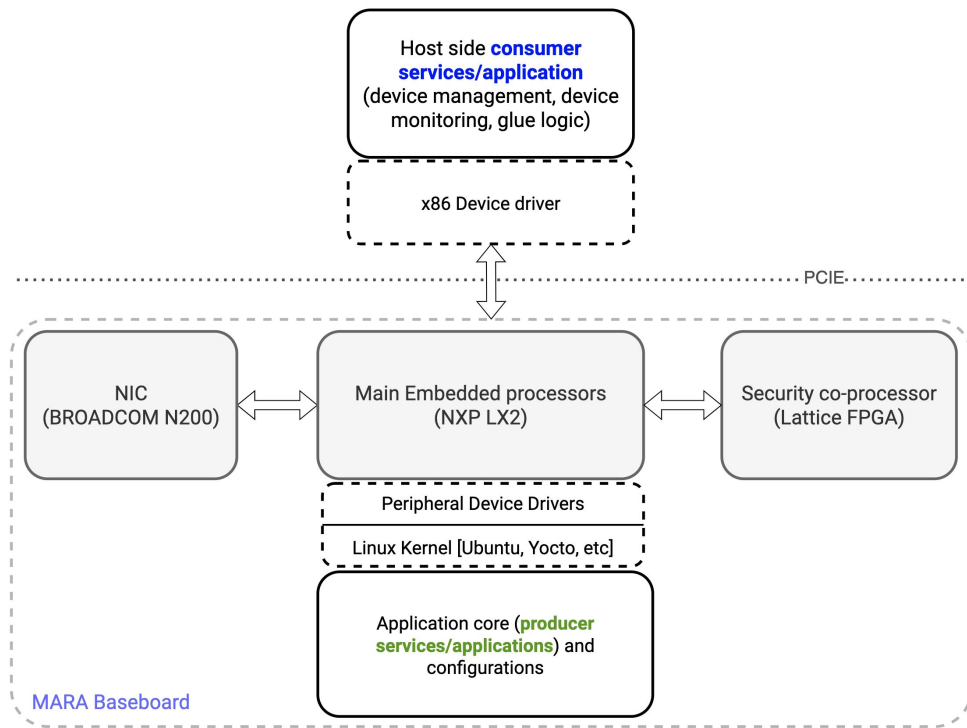 Host side consumer
services/application
(device management, device
monitoring, glue logic)
x86 Device driver
PCIE
NIC
(BROADCOM N200)
Main Embedded processors
(NXP LX2)
Security co-processor
(Lattice FPGA)
Peripheral Device Drivers
Linux Kernel [Ubuntu, Yocto, etc]
Application core (producer
services/applications) and
configurations
MARA Baseboard